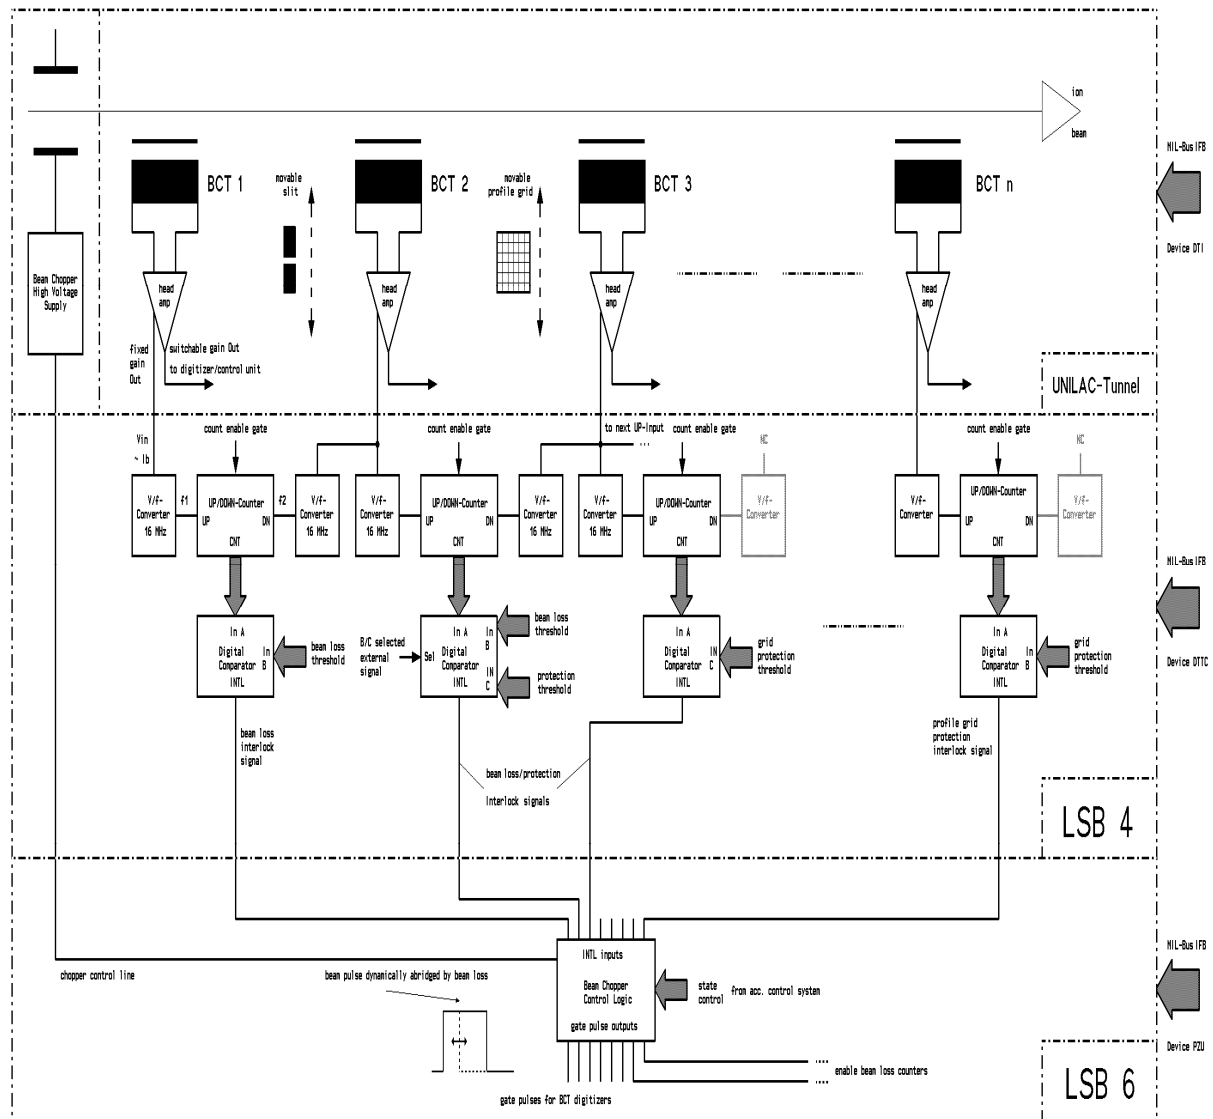 ion
beam
MIL-Bus IFB
BCT 1
movable
slit
BCT 2
movable
profile grid
BCT 3
BCT n
Device DTI
Beam Chopper
High Voltage
Supply
head
amp
head
amp
head
amp
head
amp
fixed
gain
Out
switchable gain Out
to digitizer/control unit
UNILAC-Tunnel
Vin
~ Ib
count enable gate
count enable gate
to next UP-Input
count enable gate
NC
count enable gate
NC
V/f-
Converter
16 MHz
f1
UP/DOWN-Counter
UP
DN
CNT
f2
V/f-
Converter
16 MHz
V/f-
Converter
16 MHz
UP/DOWN-Counter
UP
DN
CNT
V/f-
Converter
16 MHz
V/f-
Converter
16 MHz
UP/DOWN-Counter
UP
DN
CNT
V/f-
Converter
V/f-
Converter
UP/DOWN-Counter
UP
DN
CNT
V/f-
Converter
MIL-Bus IFB
Device DTTC
In A
Digital
Comparator
INTL
In
B
beam loss
threshold
B/C selected
external
signal
Sel
In A
Digital
Comparator
INTL
In
B
IN
C
beam loss
threshold
protection
threshold
In A
Digital
Comparator
INTL
IN
C
grid
protection
threshold
In A
Digital
Comparator
INTL
In
B
grid
protection
threshold
beam loss
interlock
signal
beam loss/protection
Interlock signals
profile grid
protection
interlock signal
LSB 4
chopper control line
beam pulse dynamically abridged by beam loss
INTL inputs
Beam Chopper
Control Logic
gate pulse outputs
state
control
from acc. control system
MIL-Bus IFB
Device PZU
enable beam loss counters
gate pulses for BCT digitizers
LSB 6